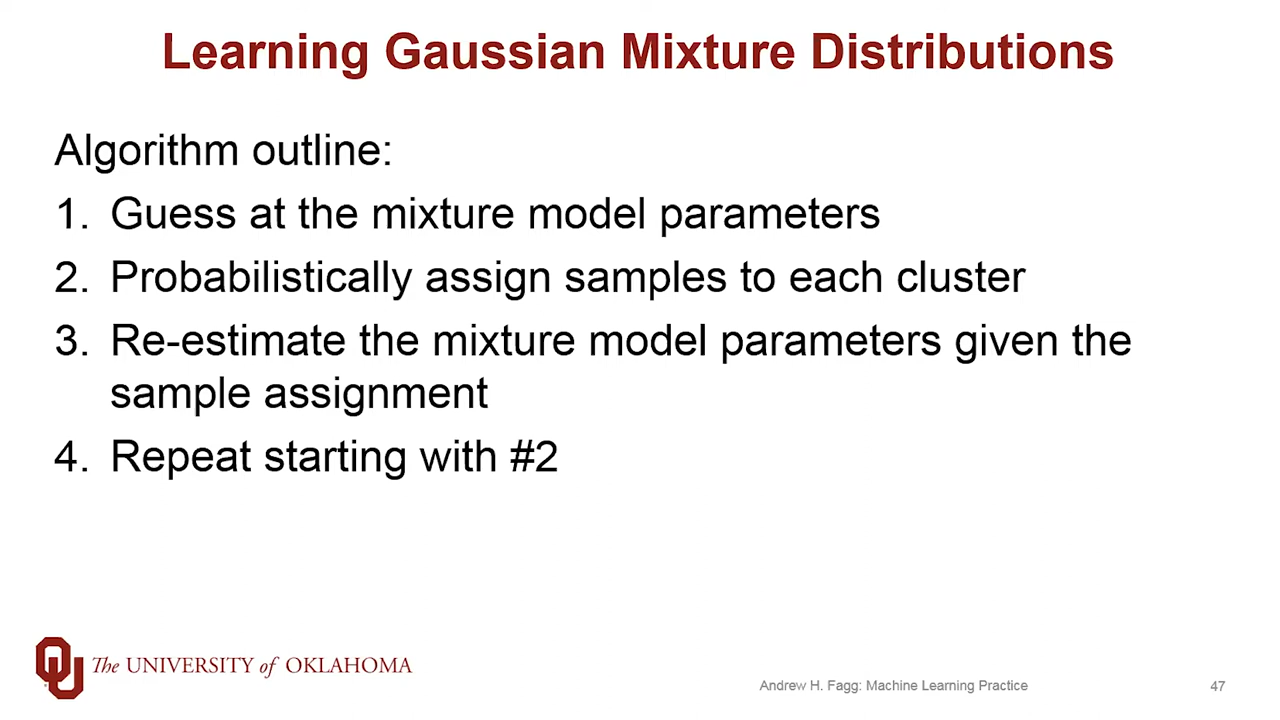 Learning Gaussian Mixture Distributions
Algorithm outline:
1. Guess at the mixture model parameters
2. Probabilistically assign samples to each cluster
3. Re-estimate the mixture model parameters given the
sample assignment
4. Repeat starting with #2
The UNIVERSITY of OKLAHOMA
Andrew H. Fagg: Machine Learning Practice
47